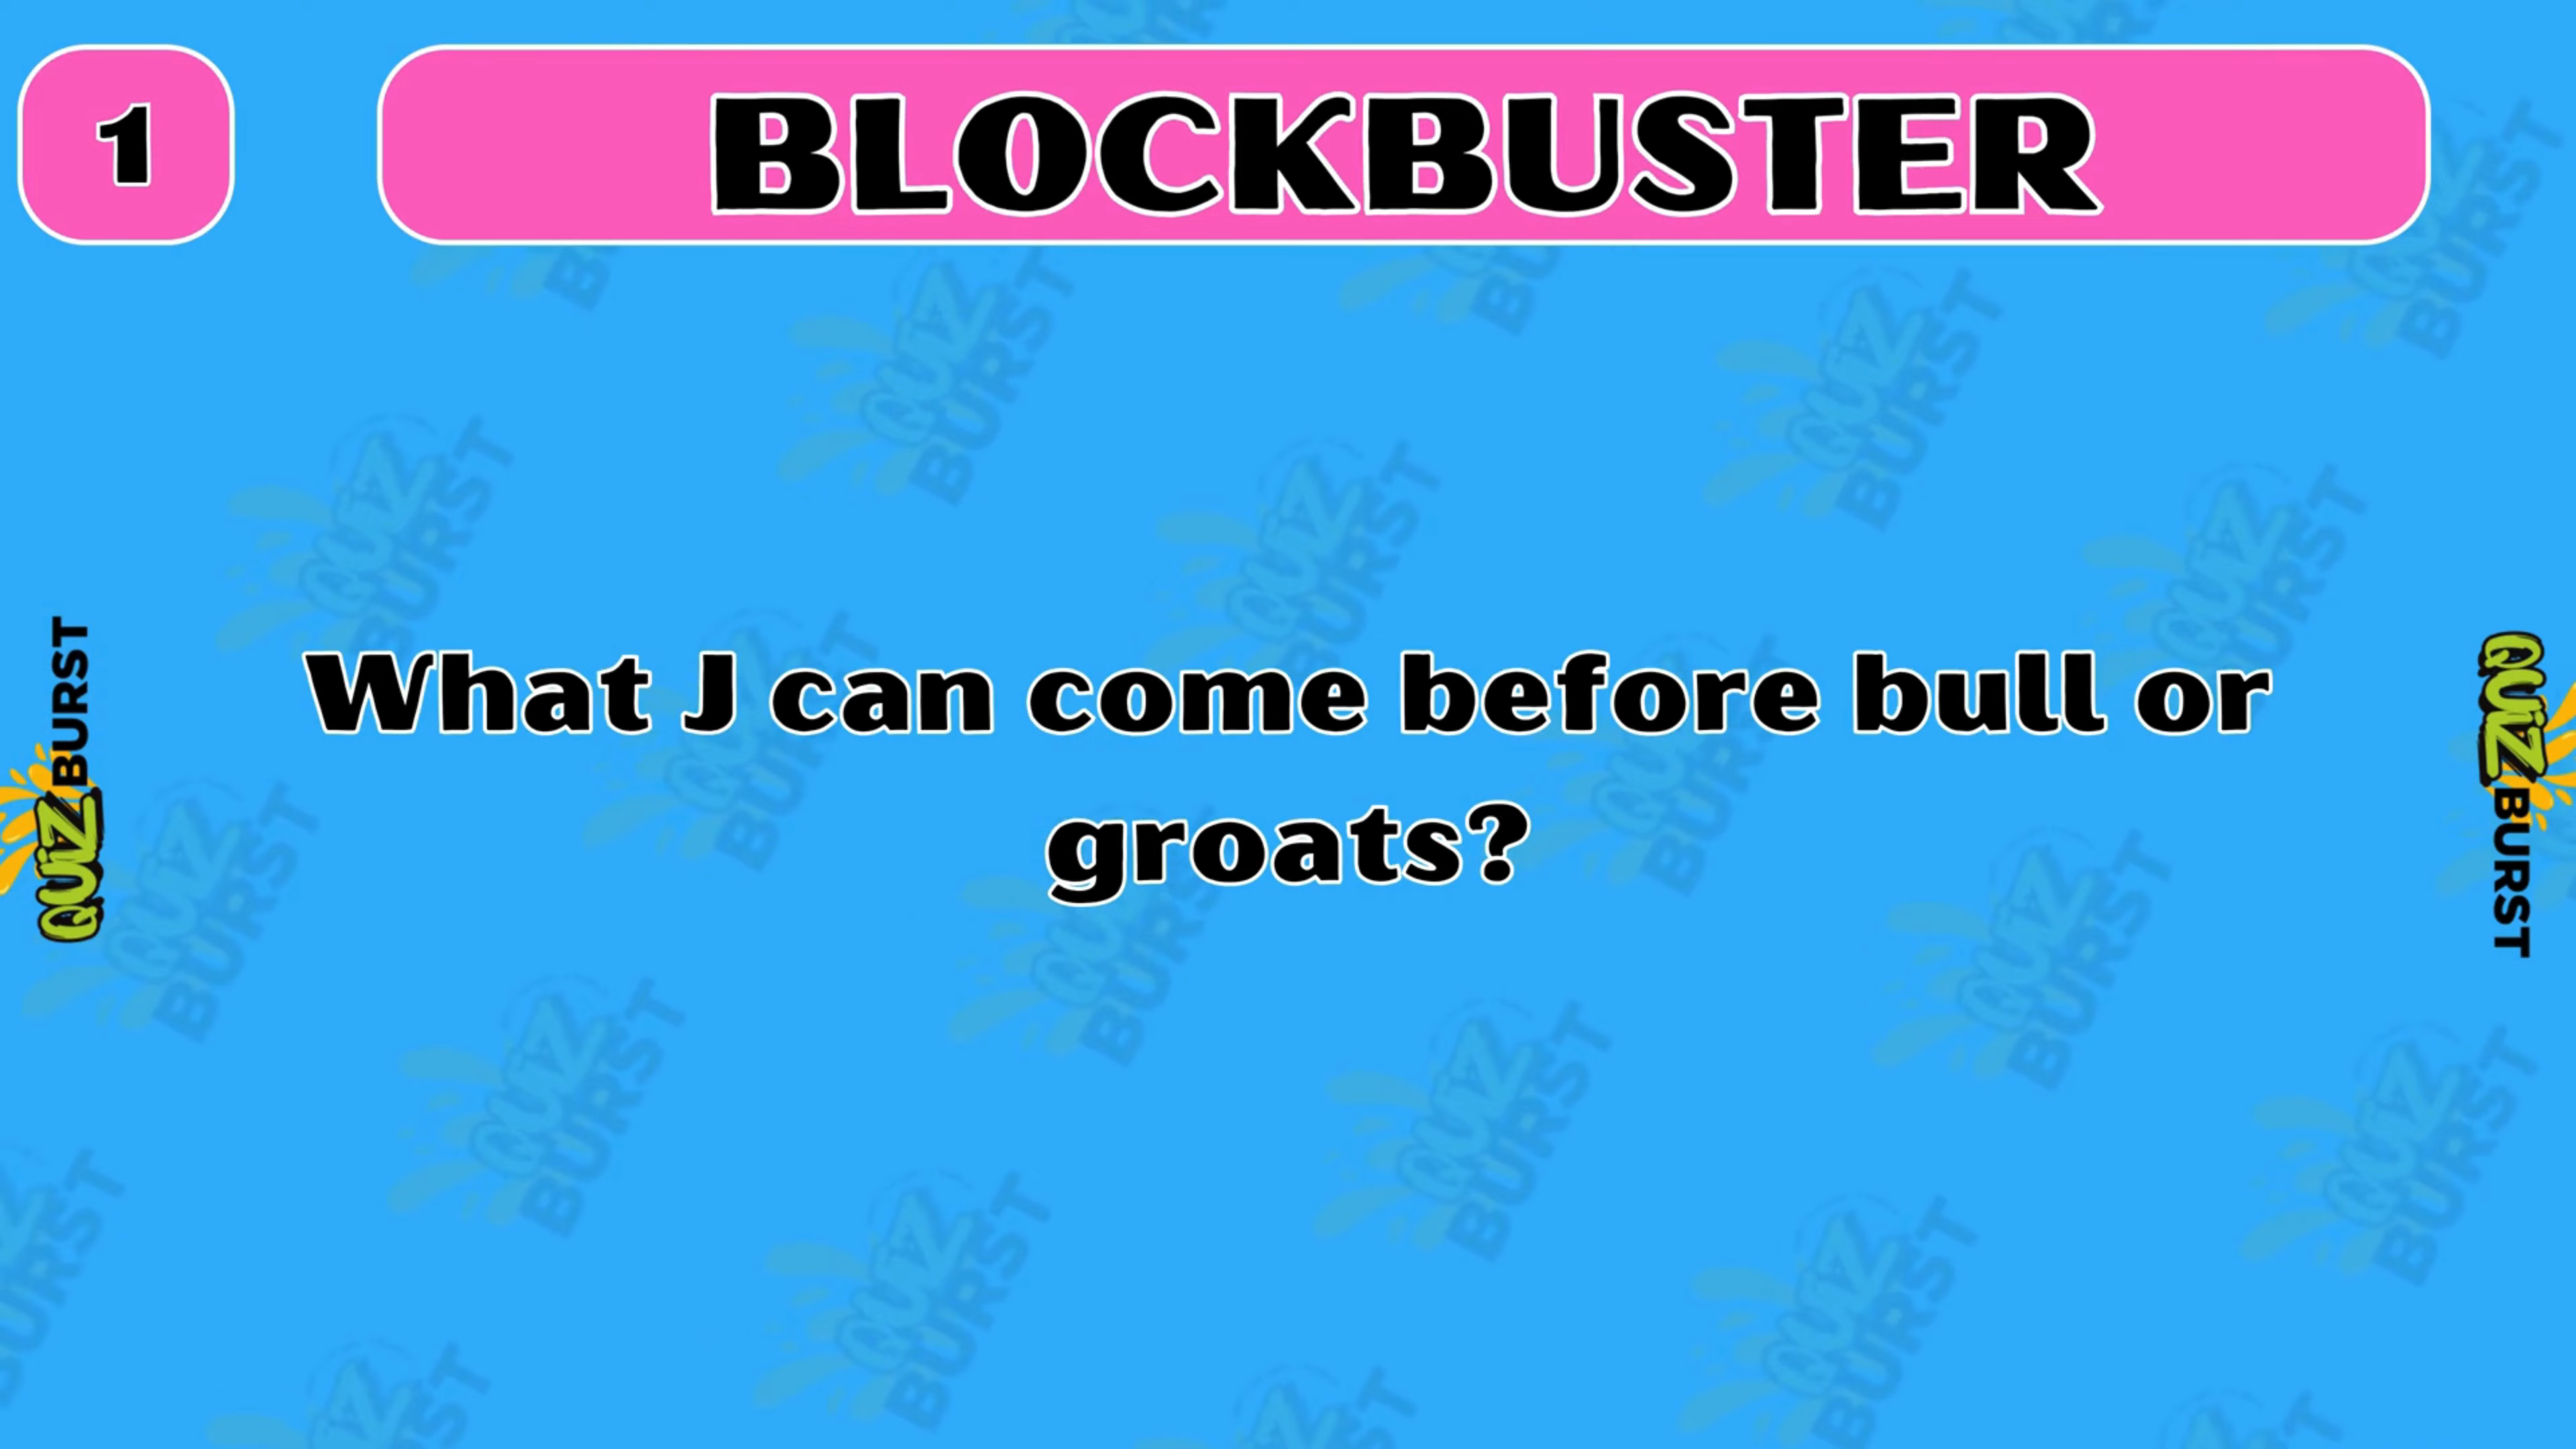 1
BLOCKBUSTER
What J can come before bull or
groats?
QUIZ BURST
QUIZ BURST